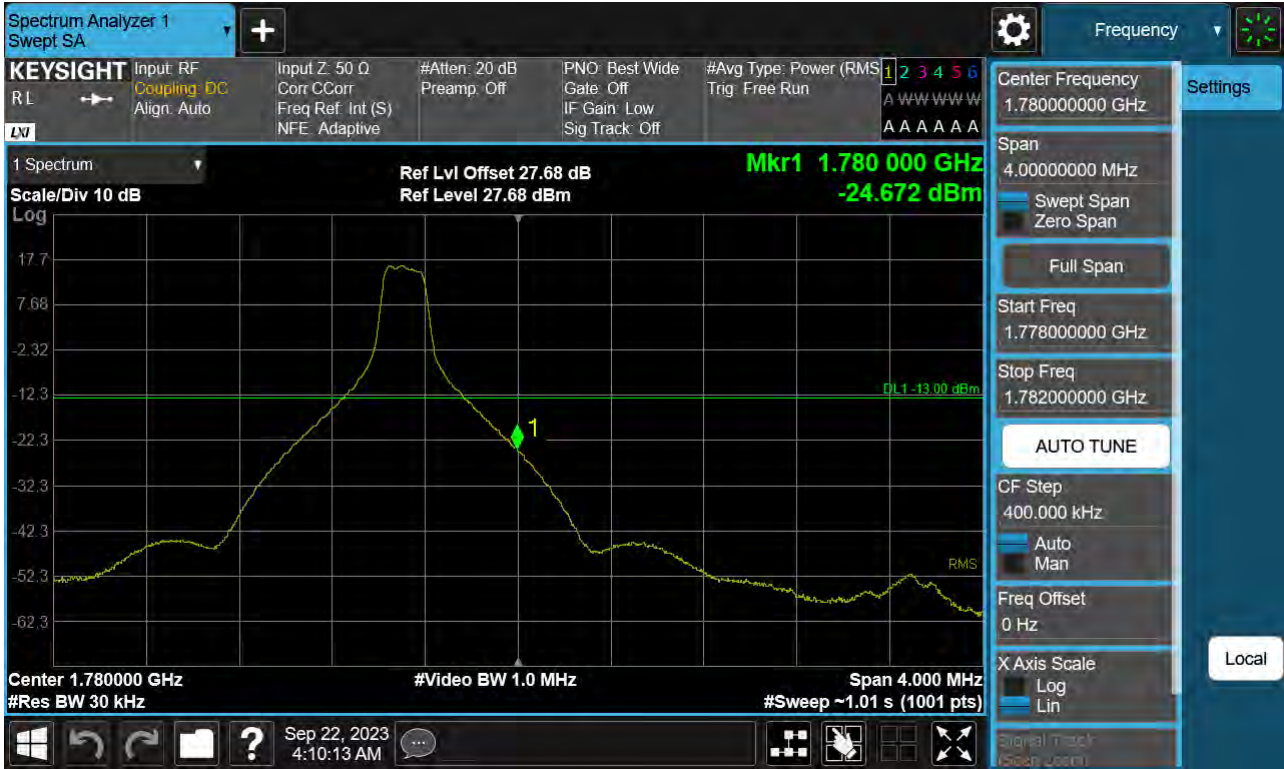 Spectrum Analyzer 1
Swept SA
Frequency
KEYSIGHT
R L
LXI
Input: RF
Coupling: DC
Align: Auto
Input Z: 50 Ω
Corr CCorr
Freq Ref: Int (S)
NFE: Adaptive
#Atten: 20 dB
Preamp: Off
PNO: Best Wide
Gate: Off
IF Gain: Low
Sig Track: Off
#Avg Type: Power (RMS
Trig: Free Run
1 2 3 4 5 6
A W W W W W
A A A A A A
1 Spectrum
Scale/Div 10 dB
Log
Ref Lvl Offset 27.68 dB
Ref Level 27.68 dBm
Mkr1 1.780 000 GHz
-24.672 dBm
17.7
7.68
-2.32
-12.3
-22.3
-32.3
-42.3
-52.3
-62.3
DL1 -13.00 dBm
1
RMS
Center 1.780000 GHz
#Video BW 1.0 MHz
Span 4.000 MHz
#Res BW 30 kHz
#Sweep ~1.01 s (1001 pts)
Center Frequency
1.780000000 GHz
Settings
Span
4.00000000 MHz
Swept Span
Zero Span
Full Span
Start Freq
1.778000000 GHz
Stop Freq
1.782000000 GHz
AUTO TUNE
CF Step
400.000 kHz
Auto
Man
Freq Offset
0 Hz
X Axis Scale
Log
Lin
Local
Signal Track
(Span Zoom)
?
Sep 22, 2023
4:10:13 AM